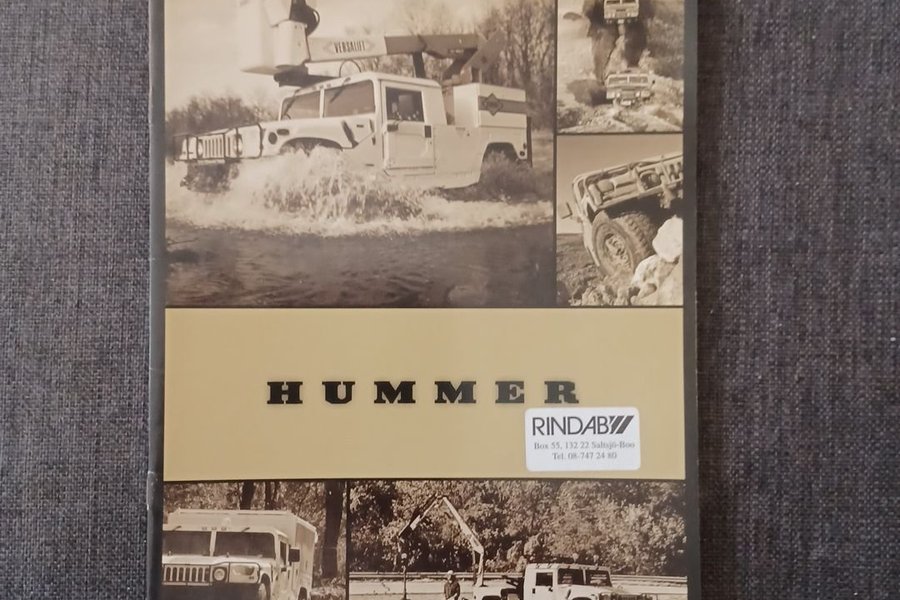 VERSALIFT
HUMMER
RINDAB
Box 55, 132 22 Saltsjö-Boo
Tel. 08-747 24 80